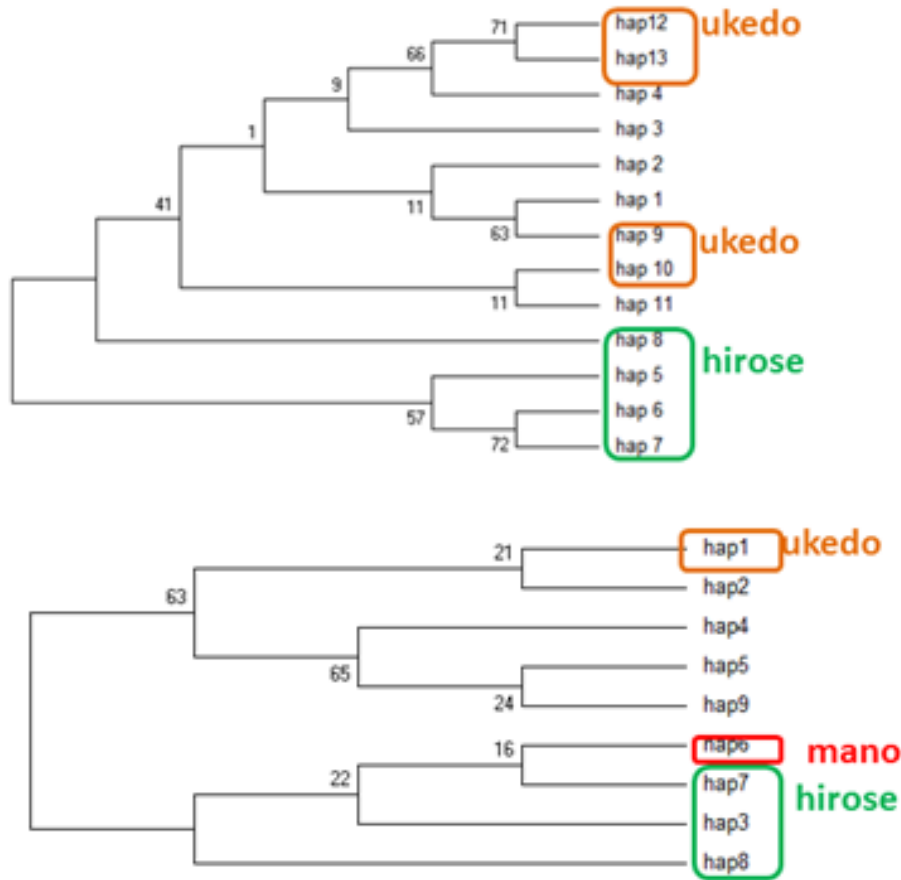 71 hap12 ukedo
66 hap13
9 hap 4
hap 3
1 hap 2
41 11 hap 1
63 hap 9 ukedo
hap 10
11 hap 11
hap 8 hirose
hap 5
57 hap 6
72 hap 7
21 hap1 ukedo
hap2
63 hap4
65 hap5
24 hap9
16 hap6 mano
22 hap7 hirose
hap3
hap8